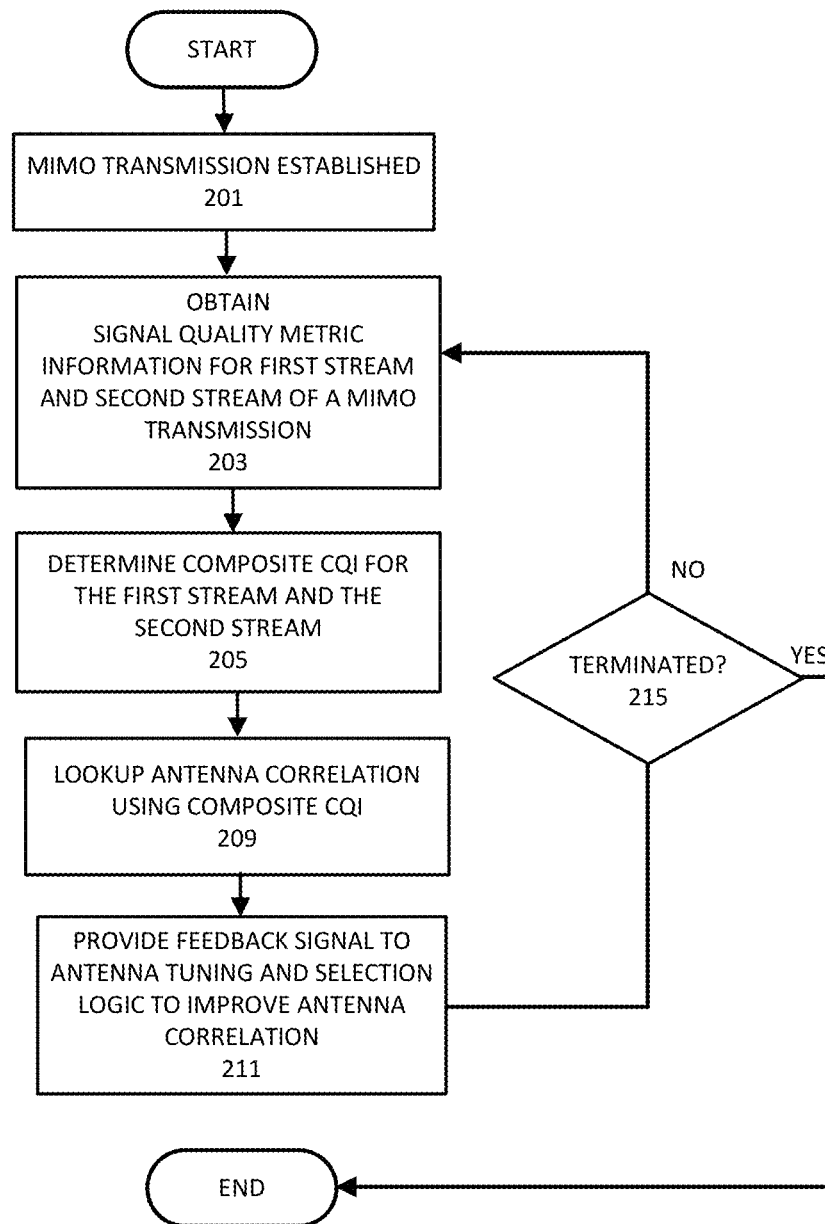 START
MIMO TRANSMISSION ESTABLISHED
201
OBTAIN
SIGNAL QUALITY METRIC
INFORMATION FOR FIRST STREAM
AND SECOND STREAM OF A MIMO
TRANSMISSION
203
DETERMINE COMPOSITE CQI FOR
THE FIRST STREAM AND THE
SECOND STREAM
205
LOOKUP ANTENNA CORRELATION
USING COMPOSITE CQI
209
PROVIDE FEEDBACK SIGNAL TO
ANTENNA TUNING AND SELECTION
LOGIC TO IMPROVE ANTENNA
CORRELATION
211
NO
TERMINATED?
215
YES
END